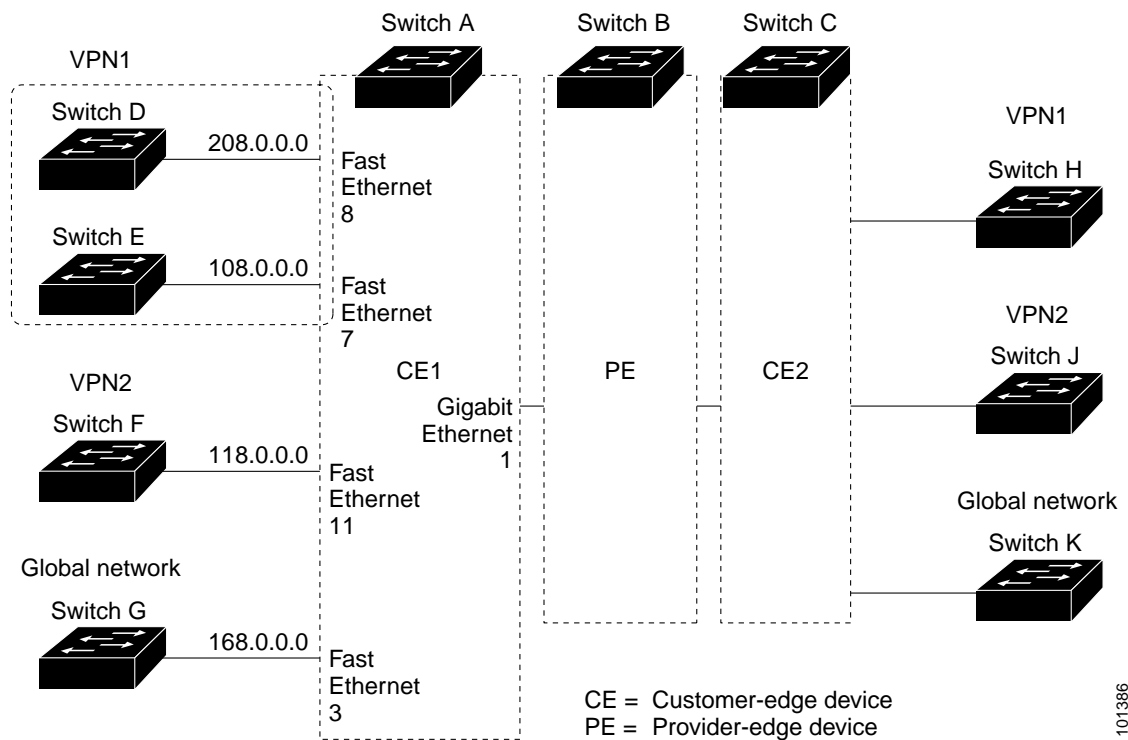 Switch A
Switch B
Switch C
VPN1
Switch D
208.0.0.0
Fast
Ethernet
8
Switch E
108.0.0.0
Fast
Ethernet
7
VPN2
Switch F
118.0.0.0
Fast
Ethernet
11
Global network
Switch G
168.0.0.0
Fast
Ethernet
3
CE1
Gigabit
Ethernet
1
PE
CE2
VPN1
Switch H
VPN2
Switch J
Global network
Switch K
CE = Customer-edge device
PE = Provider-edge device
101386